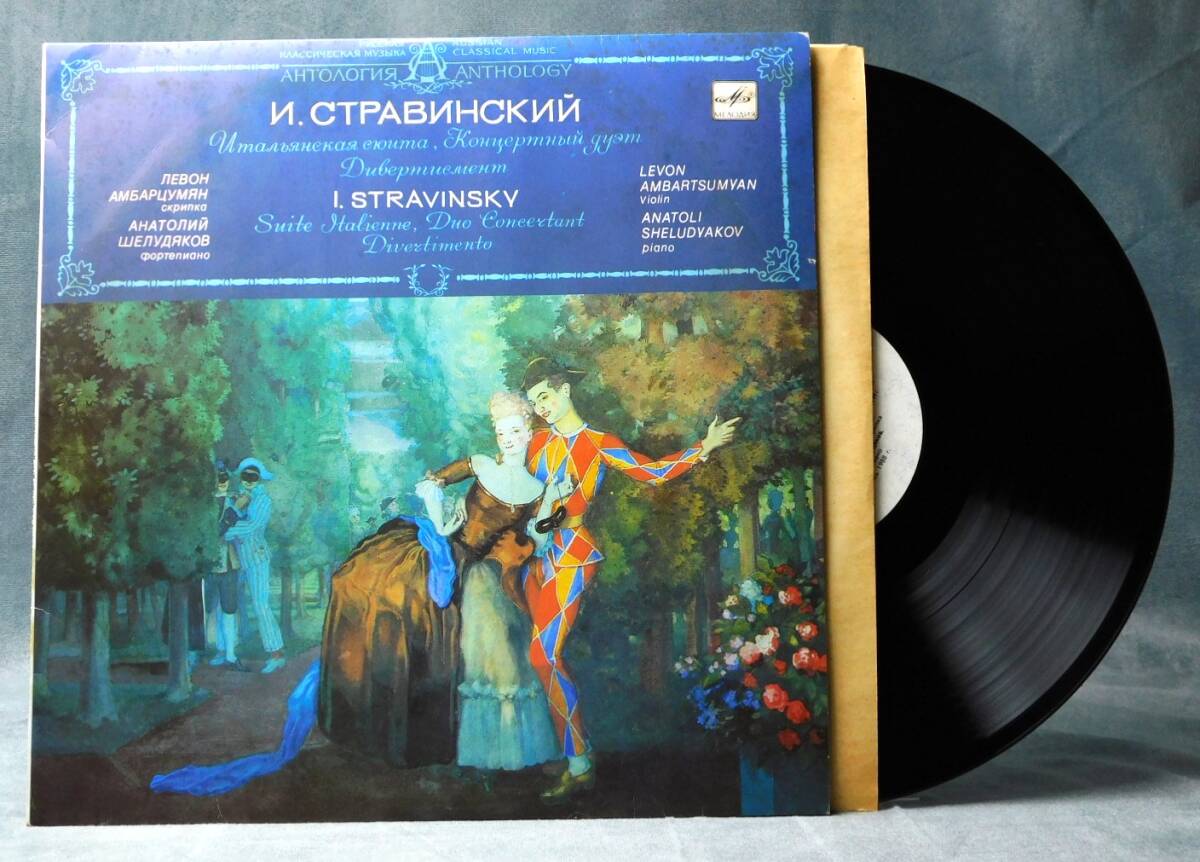 КЛАССИЧЕСКАЯ МУЗЫКА
RUSSIAN
CLASSICAL MUSIC
АНТОЛОГИЯ ANTHOLOGY
МЕЛОДИЯ
И. СТРАВИНСКИЙ
Итальянская сюита, Концертный дуэт
Дивертисмент
ЛЕВОН
АМБАРЦУМЯН
скрипка
АНАТОЛИЙ
ШЕЛУДЯКОВ
фортепиано
I. STRAVINSKY
Suite Italienne, Duo Concertant
Divertimento
LEVON
AMBARTSUMYAN
violin
ANATOLI
SHELUDYAKOV
piano